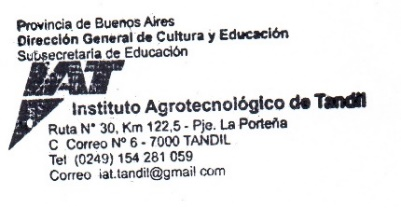 Provincia de Buenos Aires
Dirección General de Cultura y Educación
Subsecretaria de Educación
IAT
Instituto Agrotecnológico de Tandil
Ruta N° 30, Km 122,5 - Pje. La Porteña
C Correo Nº 6 - 7000 TANDIL
Tel (0249) 154 281 059
Correo iat.tandil@gmail com